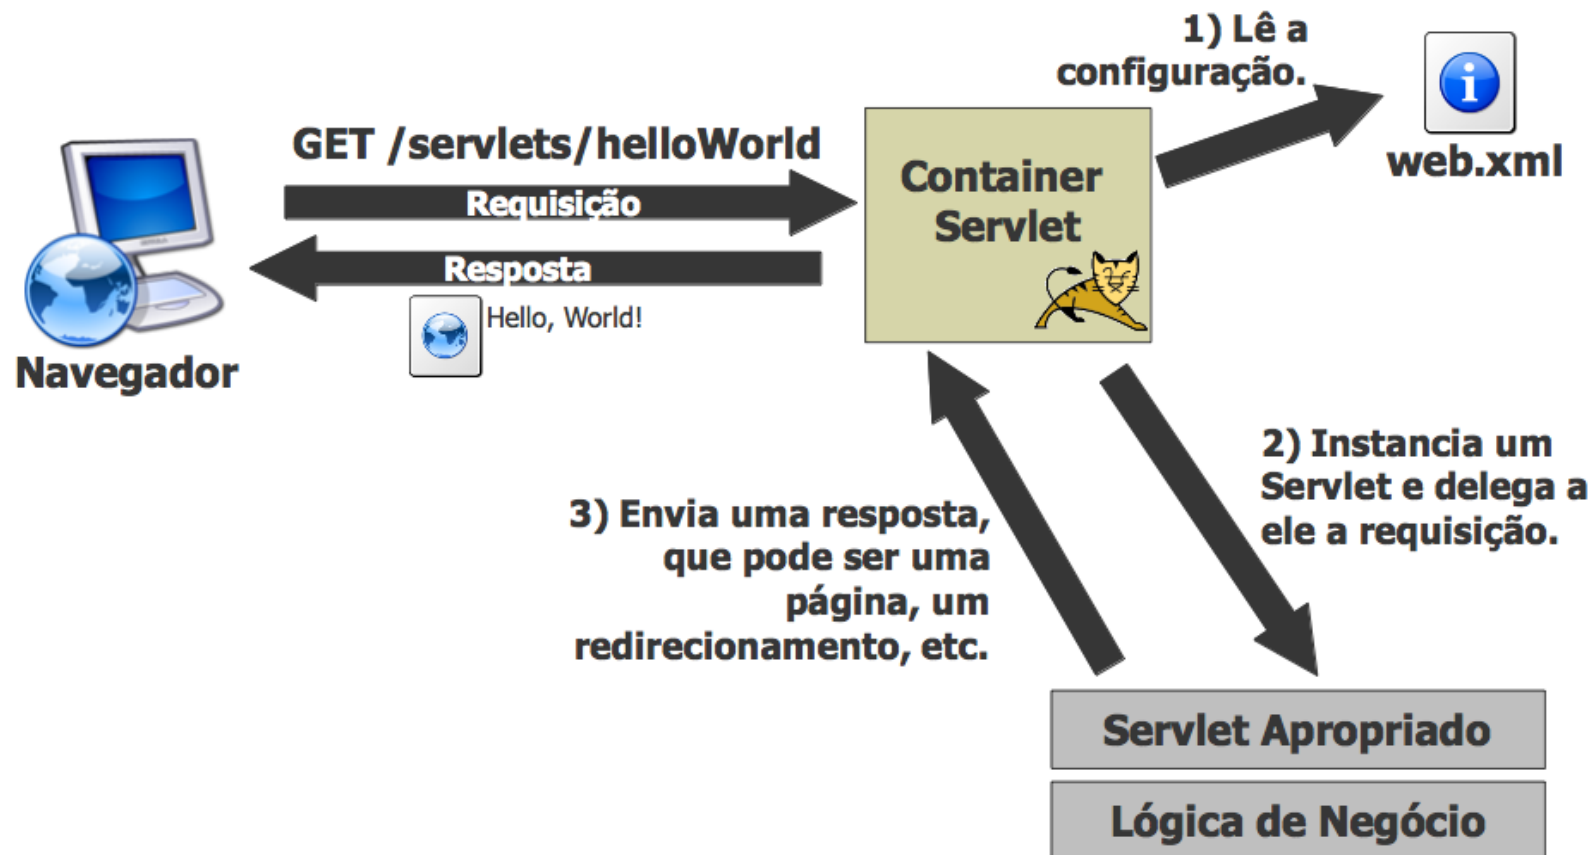 1) Lê a
configuração.
web.xml
GET /servlets/helloWorld
Requisição
Resposta
Hello, World!
Navegador
Container
Servlet
2) Instancia um
Servlet e delega a
ele a requisição.
3) Envia uma resposta,
que pode ser uma
página, um
redirecionamento, etc.
Servlet Apropriado
Lógica de Negócio